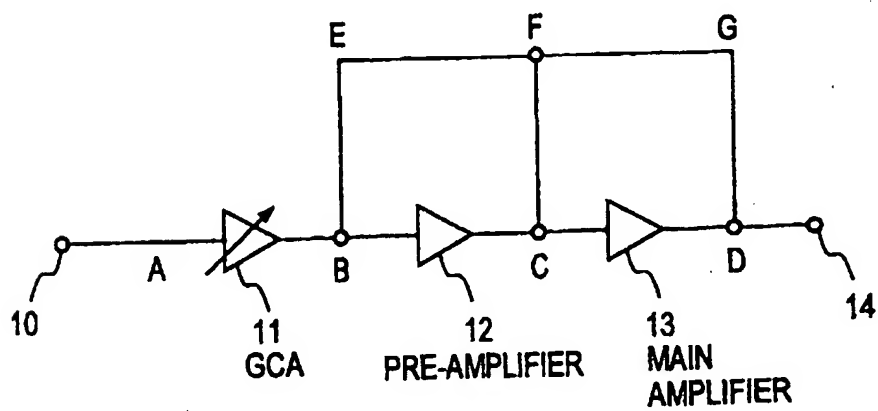 E F G
A B C D
10 11 12 13 14
GCA PRE-AMPLIFIER MAIN
AMPLIFIER